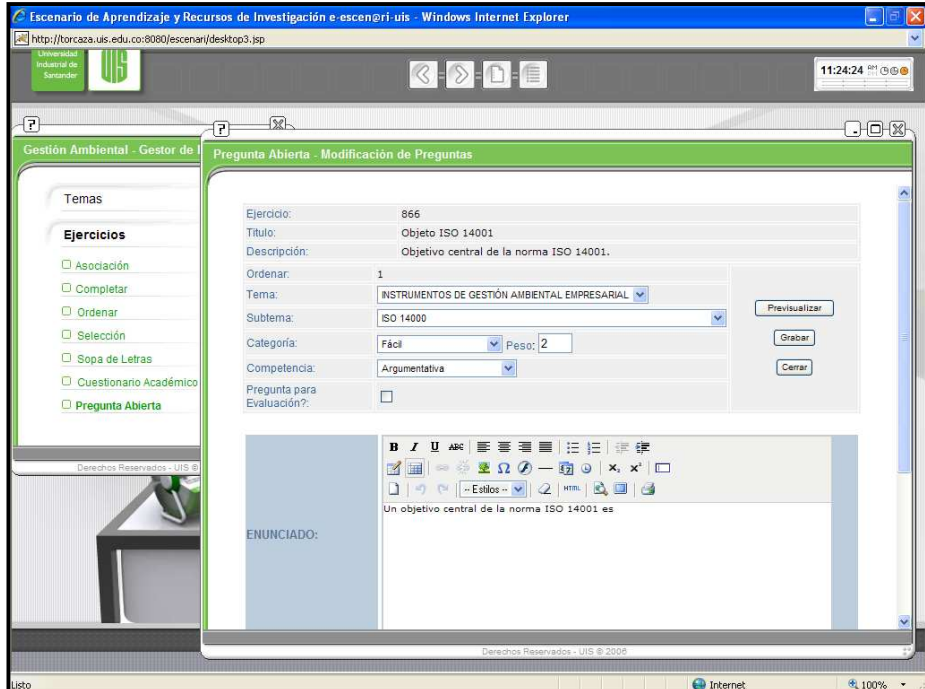 Escenario de Aprendizaje y Recursos de Investigación e-escen@ri-uis - Windows Internet Explorer
http://torcaza.uis.edu.co:8080/escenari/desktop3.jsp
Universidad
Industrial de
Santander
UIS
11:24:24 AM
Gestión Ambiental - Gestor de
Temas
Ejercicios
Asociación
Completar
Ordenar
Selección
Sopa de Letras
Cuestionario Académico
Pregunta Abierta
Derechos Reservados - UIS ©
Pregunta Abierta - Modificación de Preguntas
Ejercicio: 866
Titulo: Objeto ISO 14001
Descripción: Objetivo central de la norma ISO 14001.
Ordenar: 1
Tema: INSTRUMENTOS DE GESTIÓN AMBIENTAL EMPRESARIAL
Subtema: ISO 14000
Categoría: Fácil Peso: 2
Competencia: Argumentativa
Pregunta para
Evaluación?:
Previsualizar
Grabar
Cerrar
B I U ABC
-- Estilos -- HTML
ENUNCIADO:
Un objetivo central de la norma ISO 14001 es
Derechos Reservados - UIS © 2006
Listo Internet 100%